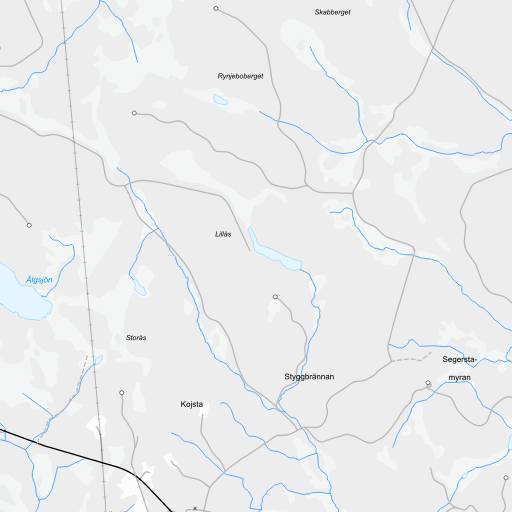 Skabberget
Rynjeboberget
Lillås
Älgsjön
Storås
Segersta-
myran
Styggbrännan
Kojsta